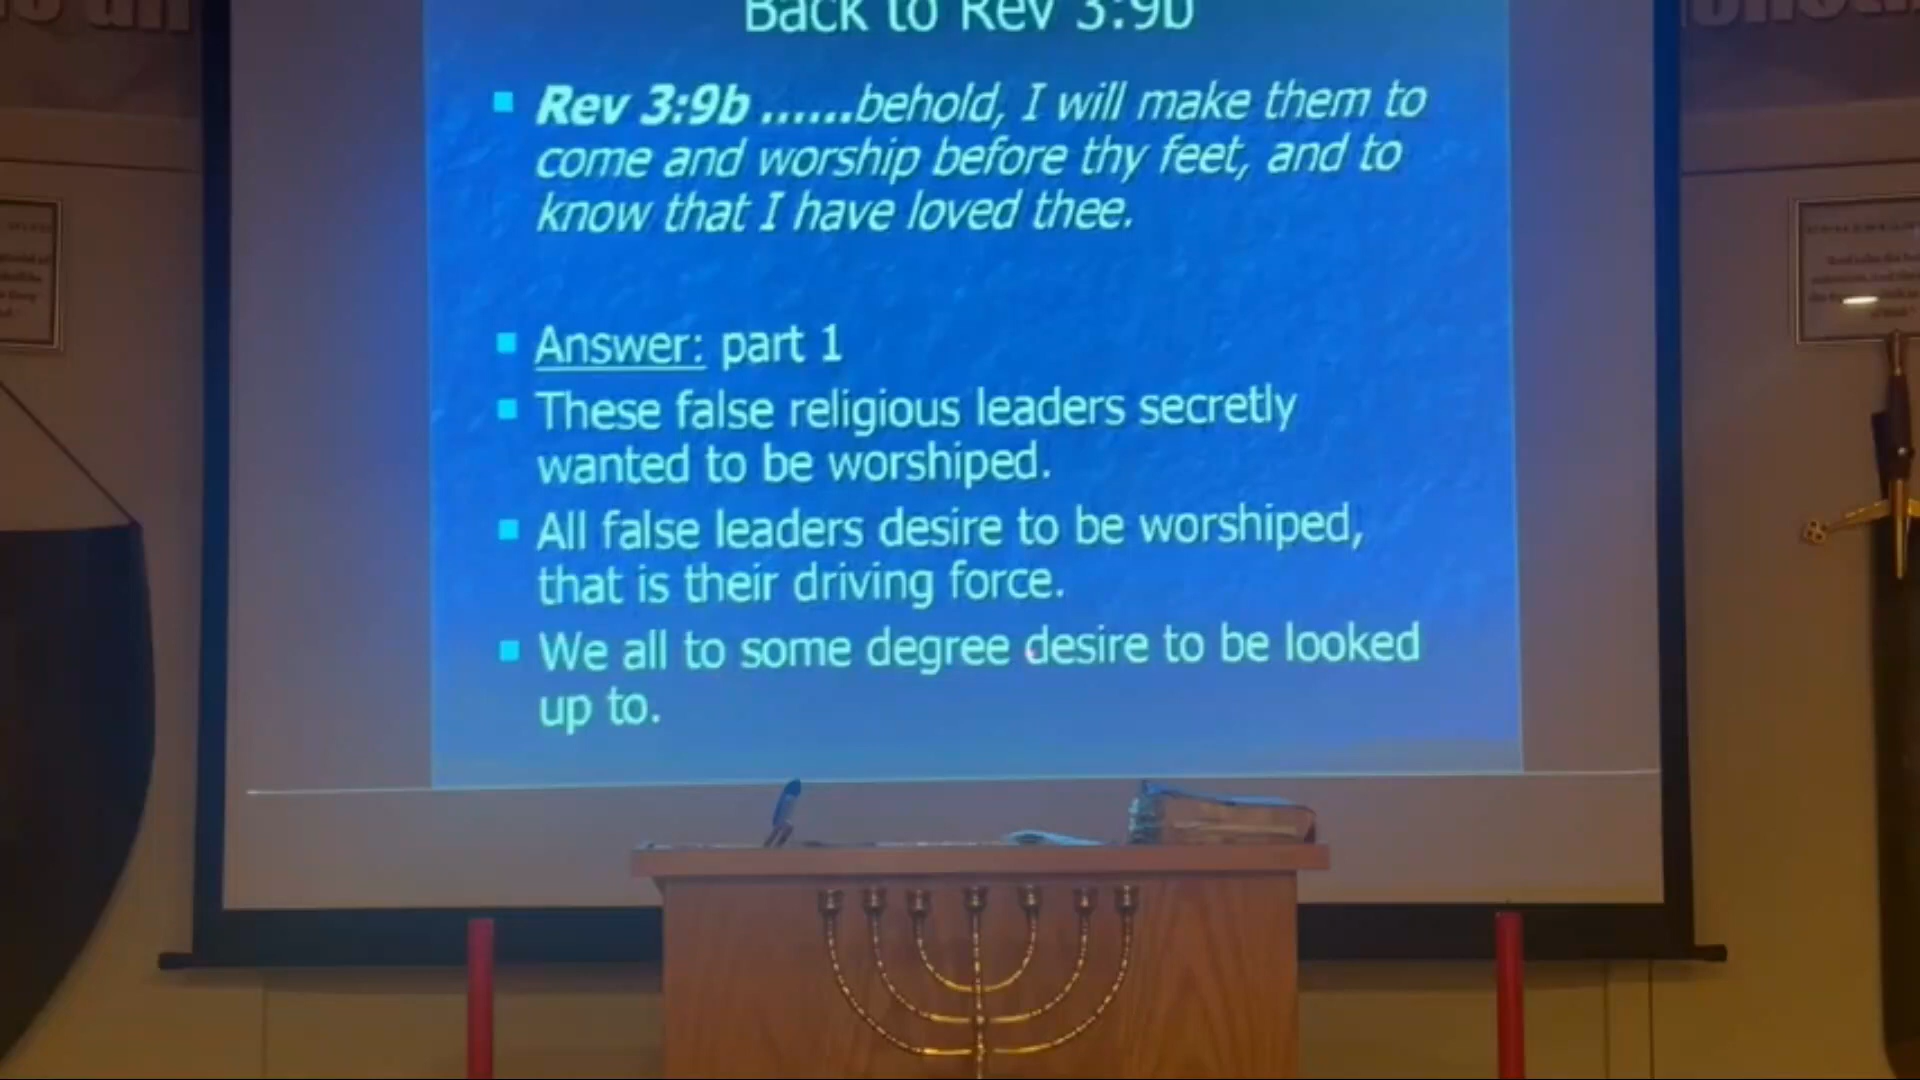 Back to Rev 3:9b
Rev 3:9b ......behold, I will make them to
come and worship before thy feet, and to
know that I have loved thee.
Answer: part 1
These false religious leaders secretly
wanted to be worshiped.
All false leaders desire to be worshiped,
that is their driving force.
We all to some degree desire to be looked
up to.